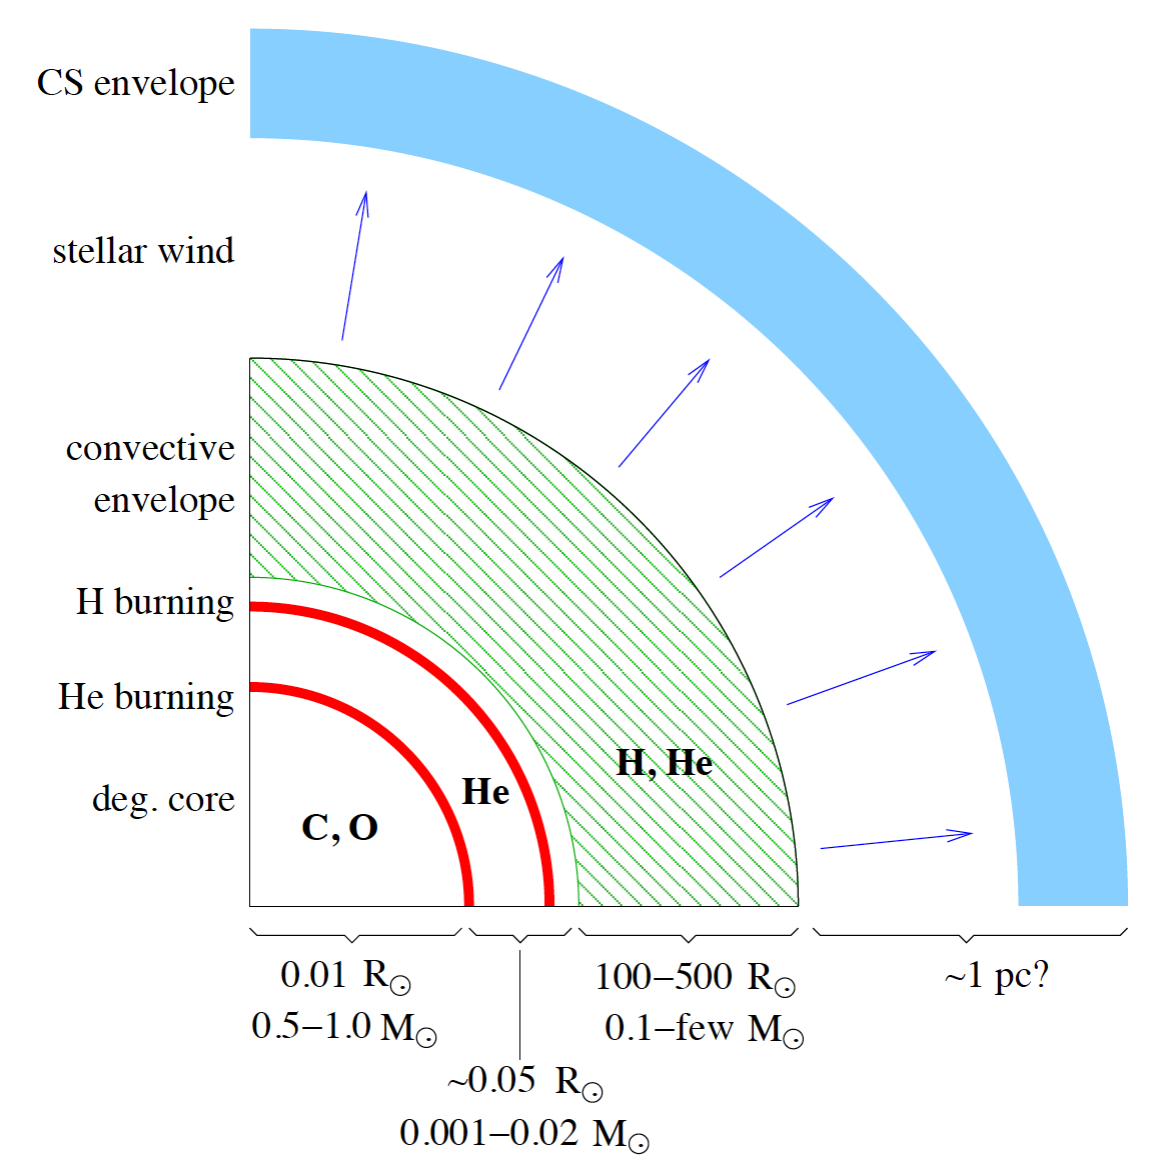 CS envelope
stellar wind
convective
envelope
H burning
He burning
deg. core
H, He
He
C, O
0.01 R☉
0.5–1.0 M☉
~0.05 R☉
0.001–0.02 M☉
100–500 R☉
0.1–few M☉
~1 pc?